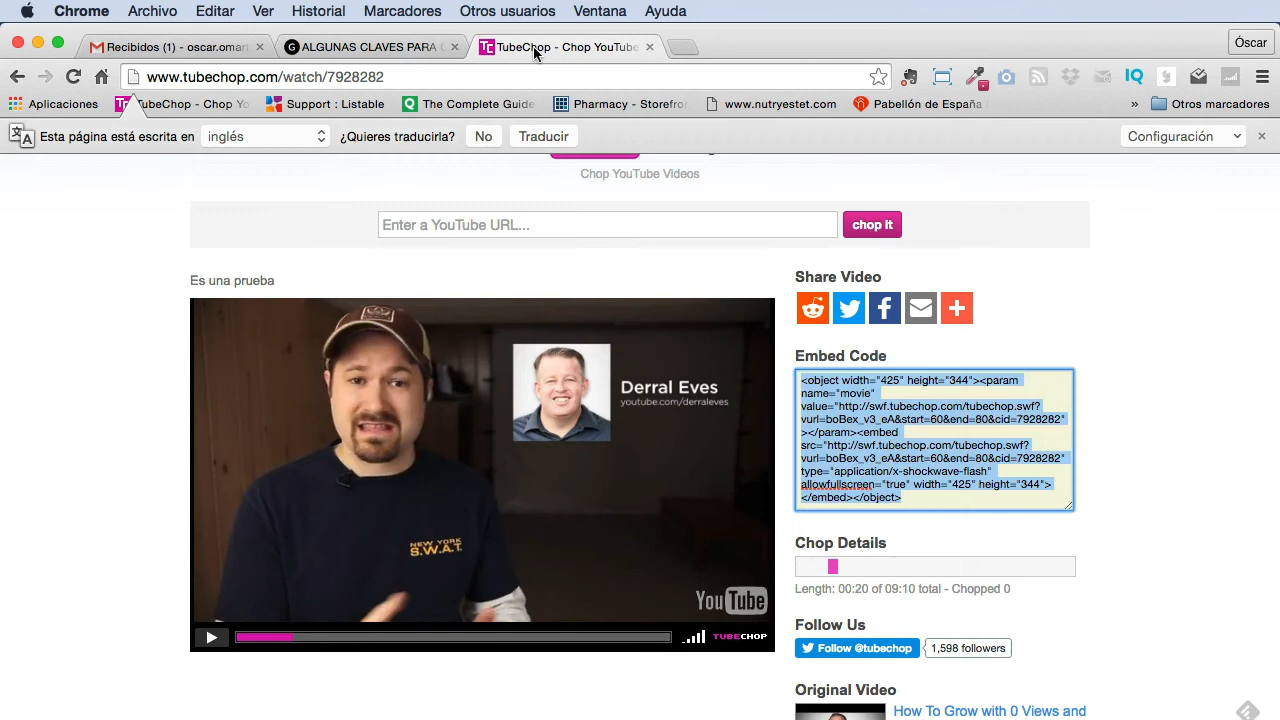 Chrome Archivo Editar Ver Historial Marcadores Otros usuarios Ventana Ayuda
Recibidos (1) - oscar.omar
ALGUNAS CLAVES PARA
TubeChop - Chop YouTube
Óscar
www.tubechop.com/watch/7928282
Aplicaciones TubeChop - Chop Yo Support : Listable The Complete Guide Phmacy - Storefro www.nutryestet.com Pabellón de España » Otros marcadores
Esta página está escrita en inglés ¿Quieres traducirla? No Traducir Configuración
Chop YouTube Videos
Enter a YouTube URL... chop it
Es una prueba
Derral Eves
youtube.com/derraleves
NEW YORK
S.W.A.T.
YouTube
TUBECHOP
Share Video
Embed Code
<object width="425" height="344"><param
name="movie"
value="http://swf.tubechop.com/tubechop.swf?
vurl=boBex_v3_eA&start=60&end=80&cid=7928282"
></param><embed
src="http://swf.tubechop.com/tubechop.swf?
vurl=boBex_v3_eA&start=60&end=80&cid=7928282"
type="application/x-shockwave-flash"
allowfullscreen="true" width="425" height="344">
</embed></object>
Chop Details
Length: 00:20 of 09:10 total - Chopped 0
Follow Us
Follow @tubechop 1,598 followers
Original Video
How To Grow with 0 Views and